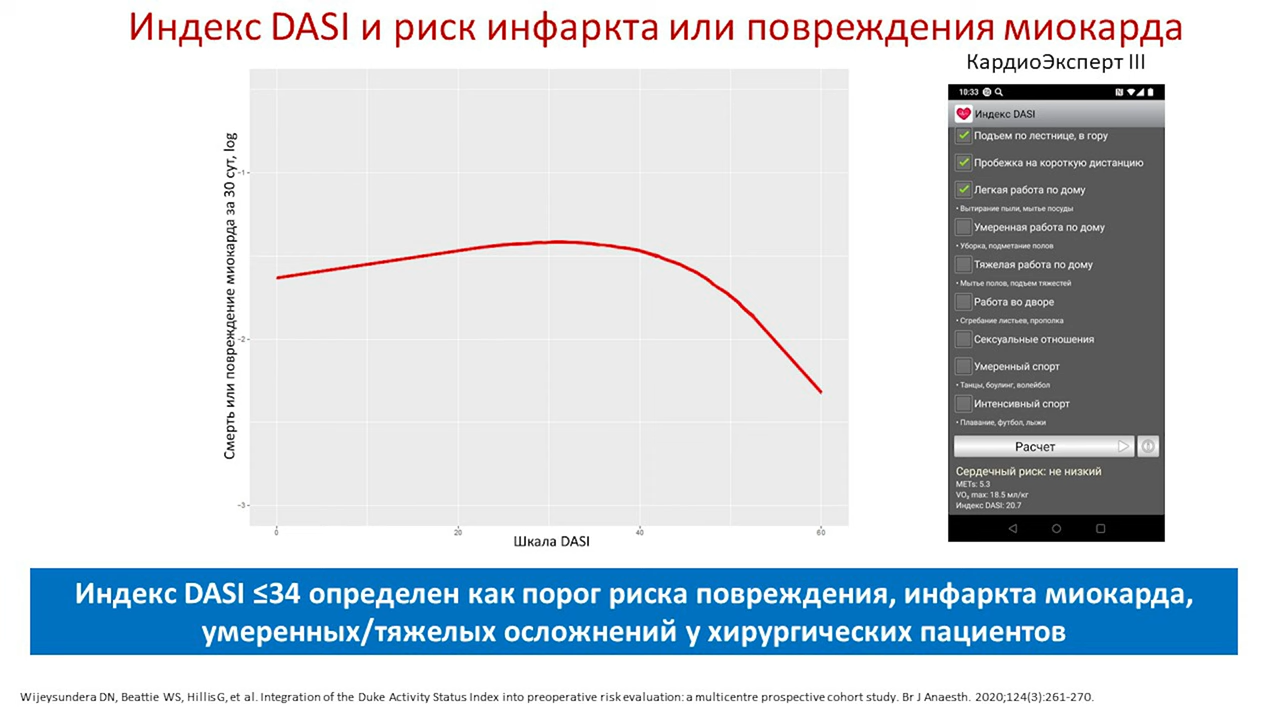 Индекс DASI и риск инфаркта или повреждения миокарда
КардиоЭксперт III
Смерть или повреждение миокарда за 30 сут, log
-1
-2
-3
0
20
40
60
Шкала DASI
10:33
Индекс DASI
Подъем по лестнице, в гору
Пробежка на короткую дистанцию
Легкая работа по дому
• Вытирание пыли, мытье посуды
Умеренная работа по дому
• Уборка, подметание полов
Тяжелая работа по дому
• Мытье полов, подъем тяжестей
Работа во дворе
• Сгребание листьев, прополка
Сексуальные отношения
Умеренный спорт
• Танцы, боулинг, волейбол
Интенсивный спорт
• Плавание, футбол, лыжи
Расчет
Сердечный риск: не низкий
METs: 5.3
VO₂ max: 18.5 мл/кг
Индекс DASI: 20.7
Индекс DASI ≤34 определен как порог риска повреждения, инфаркта миокарда,
умеренных/тяжелых осложнений у хирургических пациентов
Wijeysundera DN, Beattie WS, Hillis G, et al. Integration of the Duke Activity Status Index into preoperative risk evaluation: a multicentre prospective cohort study. Br J Anaesth. 2020;124(3):261-270.